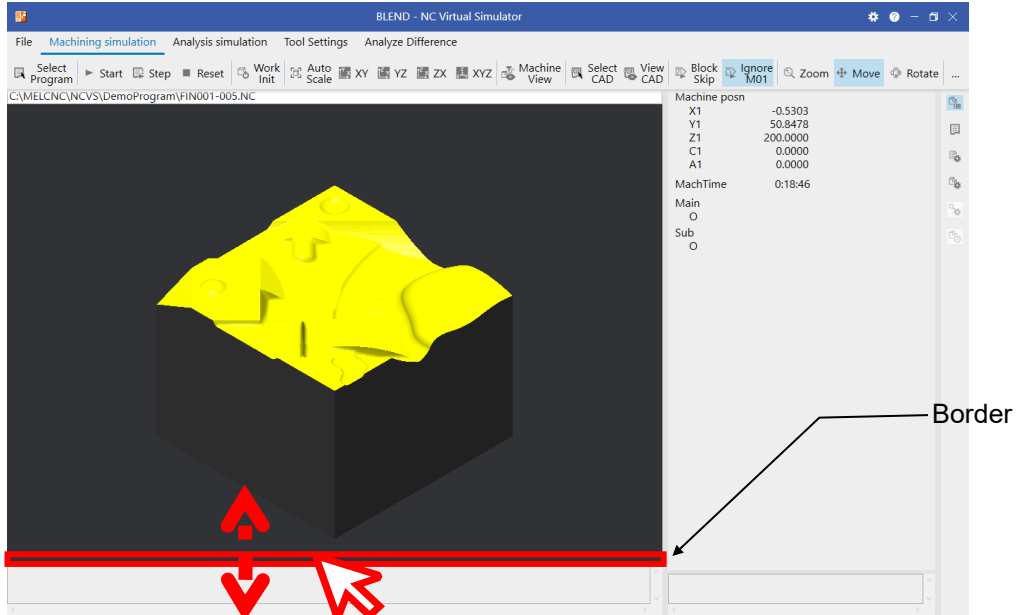 BLEND - NC Virtual Simulator
File Machining simulation Analysis simulation Tool Settings Analyze Difference
Select Program Start Step Reset Work Init Auto Scale XY YZ ZX XYZ Machine View Select CAD View CAD Block Skip Ignore M01 Zoom Move Rotate ...
C:\MELCNC\NCVS\DemoProgram\FIN001-005.NC
Machine posn
X1 -0.5303
Y1 50.8478
Z1 200.0000
C1 0.0000
A1 0.0000
MachTime 0:18:46
Main
O
Sub
O
Border